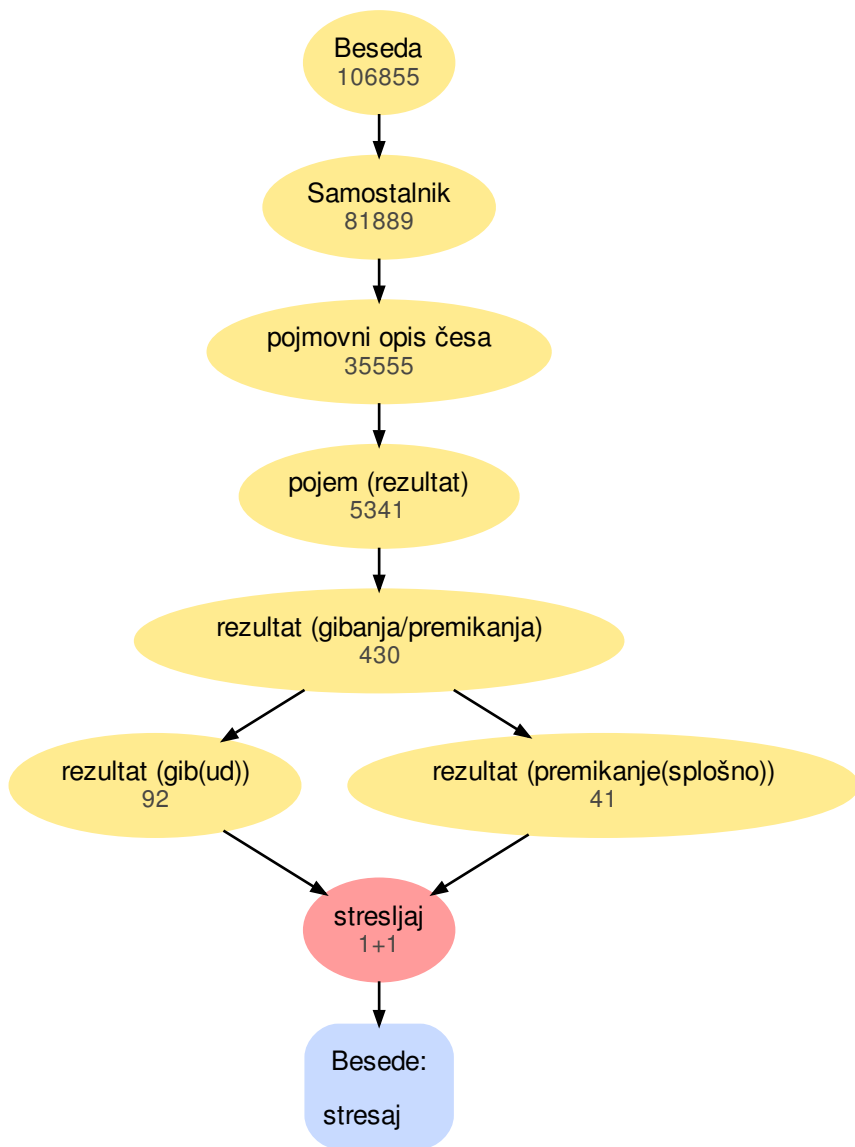 Beseda
106855
Samostalnik
81889
pojmovni opis česa
35555
pojem (rezultat)
5341
rezultat (gibanja/premikanja)
430
rezultat (gib(ud))
92
rezultat (premikanje(splošno))
41
stresljaj
1+1
Besede:
stresaj